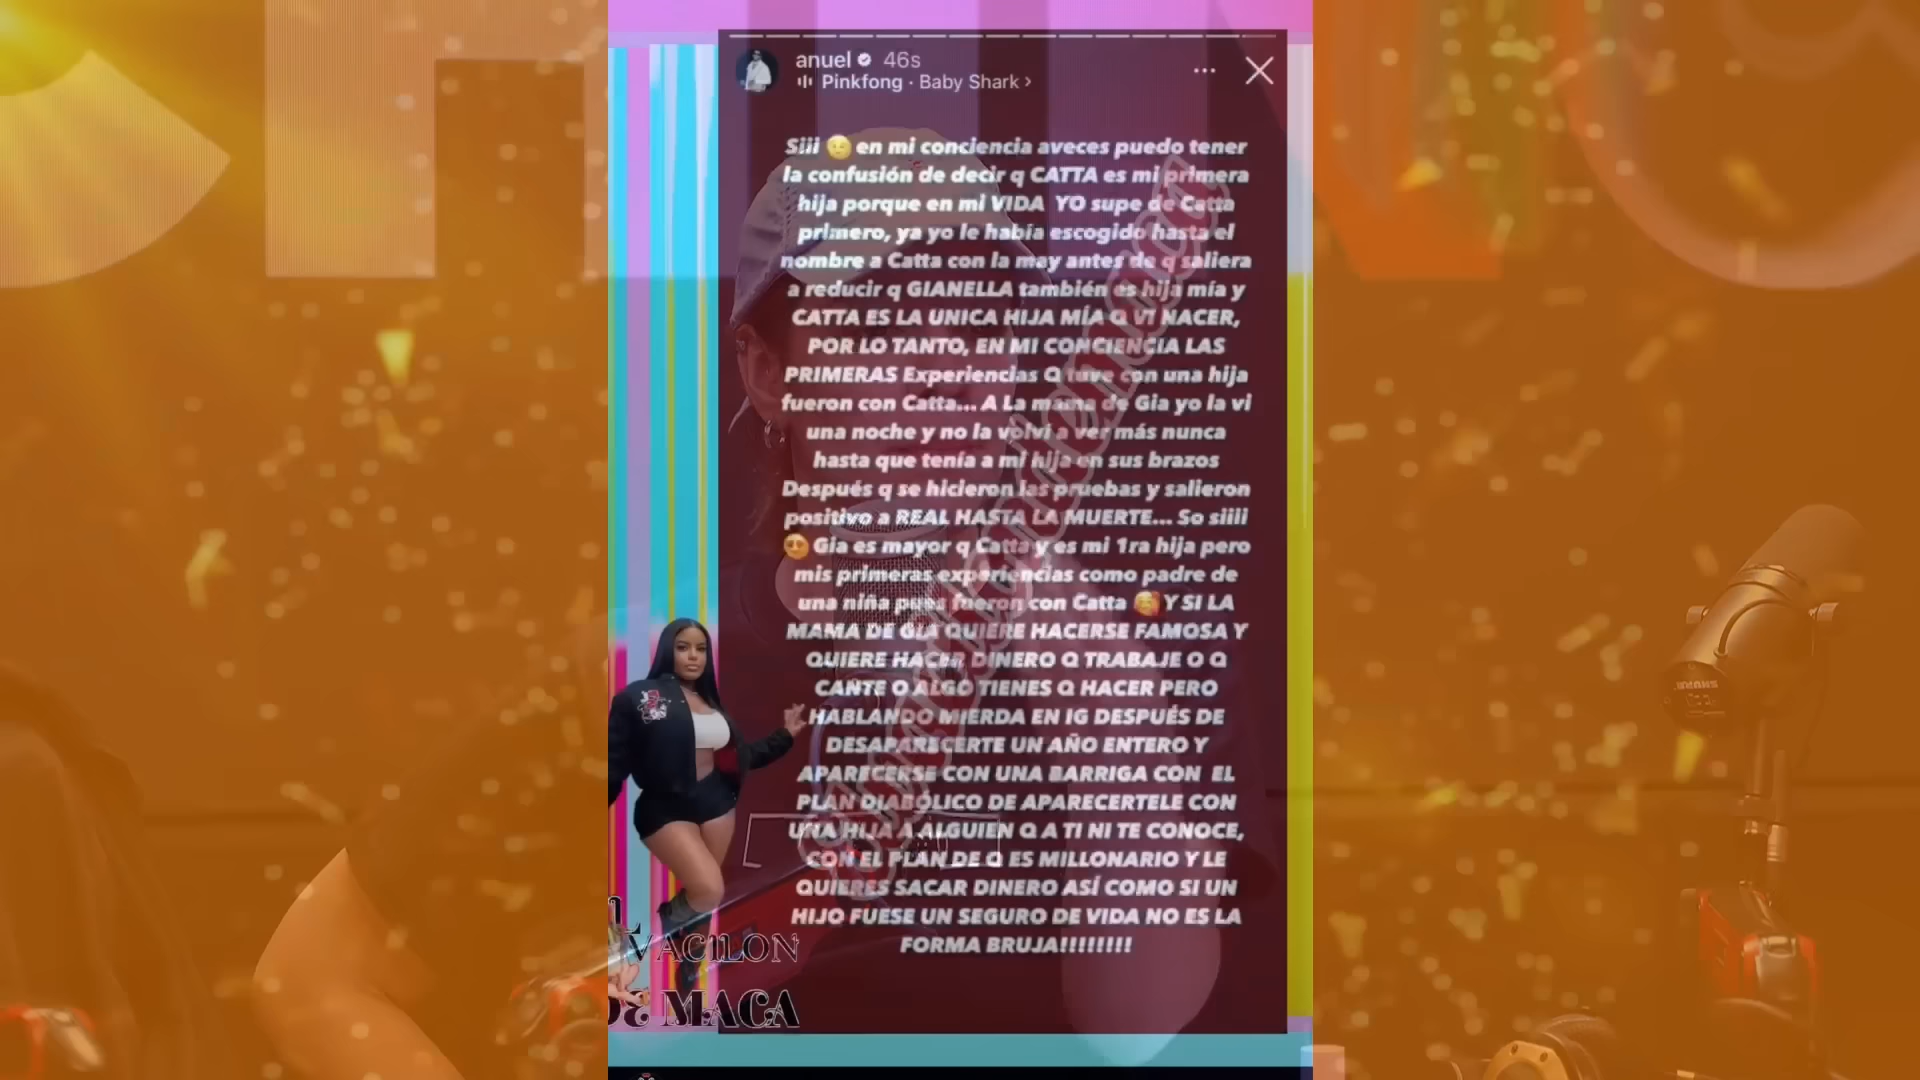 anuel 46s
Pinkfong · Baby Shark >
Siii 😉 en mi conciencia aveces puedo tener
la confusión de decir q CATTA es mi primera
hija porque en mi VIDA YO supe de Catta
primero, ya yo le había escogido hasta el
nombre a Catta con la may antes de q saliera
a reducir q GIANELLA también es hija mía y
CATTA ES LA UNICA HIJA MÍA Q VI NACER,
POR LO TANTO, EN MI CONCIENCIA LAS
PRIMERAS Experiencias Q tuve con una hija
fueron con Catta... A La mama de Gia yo la vi
una noche y no la volvi a ver más nunca
hasta que tenía a mi hija en sus brazos
Después q se hicieron las pruebas y salieron
positivo a REAL HASTA LA MUERTE... So siiii
🥲 Gia es mayor q Catta y es mi 1ra hija pero
mis primeras experiencias como padre de
una niña pues fueron con Catta 🥰 Y SI LA
MAMA DE GIA QUIERE HACERSE FAMOSA Y
QUIERE HACER DINERO Q TRABAJE O Q
CANTE O ALGO TIENES Q HACER PERO
HABLANDO MIERDA EN IG DESPUÉS DE
DESAPARECERTE UN AÑO ENTERO Y
APARECERSE CON UNA BARRIGA CON EL
PLAN DIABÓLICO DE APARECERTELE CON
UNA HIJA A ALGUIEN Q A TI NI TE CONOCE,
CON EL PLAN DE Q ES MILLONARIO Y LE
QUIERES SACAR DINERO ASÍ COMO SI UN
HIJO FUESE UN SEGURO DE VIDA NO ES LA
FORMA BRUJA!!!!!!!!
VACILON
DE MACA
SHURE